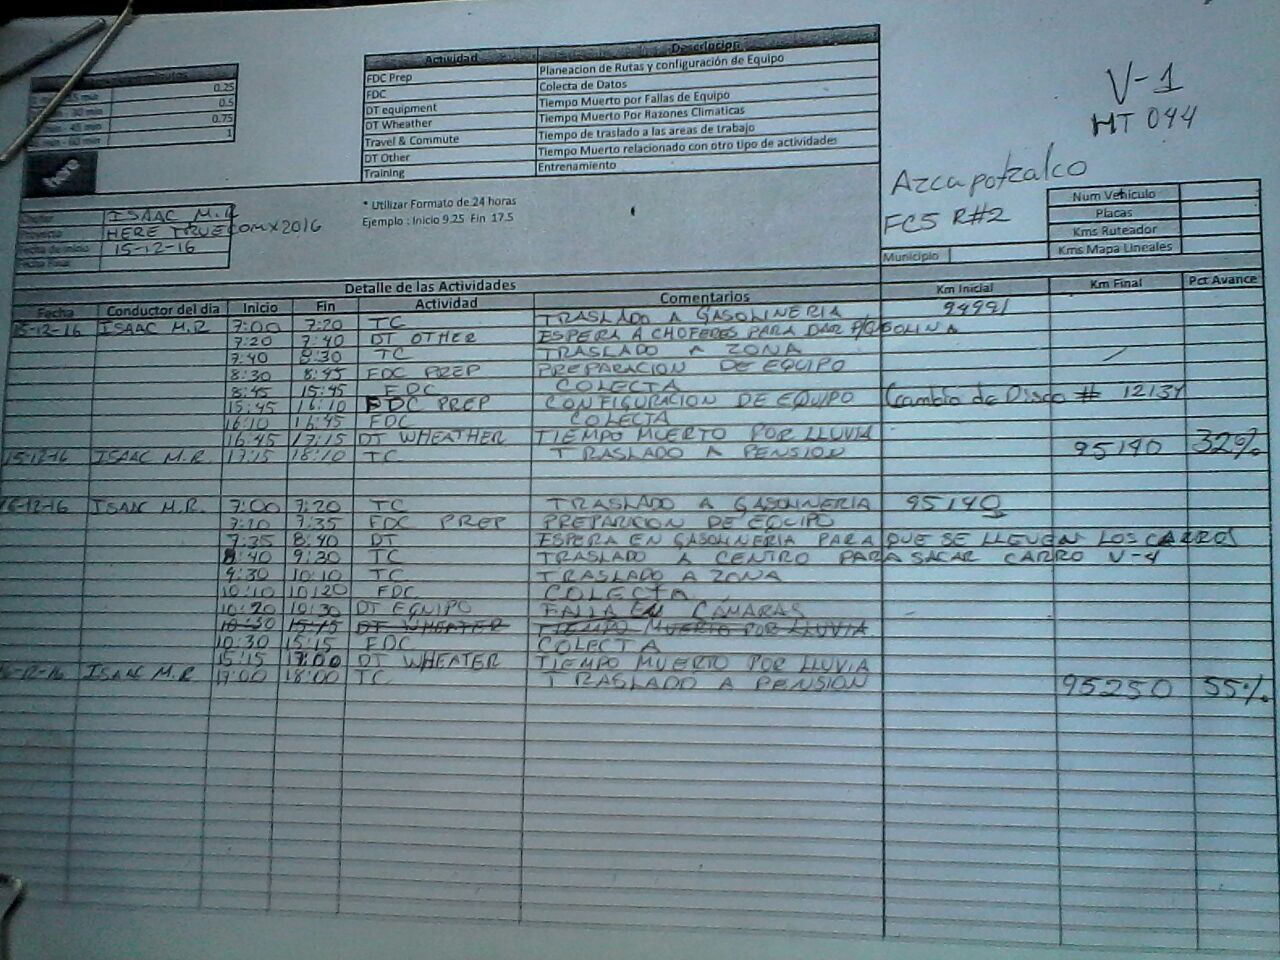 Actividad Descripcion
FDC Prep Planeacion de Rutas y configuración de Equipo
FDC Colecta de Datos
DT equipment Tiempo Muerto por Fallas de Equipo
DT Wheather Tiempo Muerto Por Razones Climaticas
Travel & Commute Tiempo de traslado a las areas de trabajo
DT Other Tiempo Muerto relacionado con otro tipo de actividades
Training Entrenamiento
minutos
min 0.25
- 30 min 0.5
- 45 min 0.75
min - 60 min 1
here
V-1
MT 044
Azcapotzalco
FC5 R#2
* Utilizar Formato de 24 horas
Ejemplo : Inicio 9.25 Fin 17.5
ISAAC M.R
HERE TRUECOMX2016
Fecha de inicio 15-12-16
Fecha Final
Num Vehiculo
Placas
Kms Ruteador
Kms Mapa Lineales
Municipio
Detalle de las Actividades
Fecha Conductor del dia Inicio Fin Actividad Comentarios Km Inicial Km Final Pct Avance
15-12-16 ISAAC M.R 7:00 7:20 TC TRASLADO A GASOLINERIA 94991
7:20 7:40 DT OTHER ESPERA A CHOFERES PARA DAR P/GASOLINA
7:40 8:30 TC TRASLADO A ZONA
8:30 8:45 FDC PREP PREPARACION DE EQUIPO
8:45 15:45 FDC COLECTA
15:45 16:10 FDC PREP CONFIGURACION DE EQUIPO Cambio de Disco # 12134
16:10 16:45 FDC COLECTA
16:45 17:15 DT WHEATHER TIEMPO MUERTO POR LLUVIA
15-12-16 ISAAC M.R 17:15 18:10 TC TRASLADO A PENSION 95140 32%
16-12-16 ISAAC M.R. 7:00 7:20 TC TRASLADO A GASOLINERIA 95140
7:20 7:35 FDC PREP PREPARICION DE EQUIPO
7:35 8:40 DT ESPERA EN GASOLINERIA PARA QUE SE LLEVEN LOS CARROS
8:40 9:30 TC TRASLADO A CENTRO PARA SACAR CARRO V-4
9:30 10:10 TC TRASLADO A ZONA
10:10 10:20 FDC COLECTA
10:20 10:30 DT EQUIPO FALLA EN CAMARAS
10:30 15:15 DT WHEATER TIEMPO MUERTO POR LLUVIA
10:30 15:15 FDC COLECTA
15:15 17:00 DT WHEATER TIEMPO MUERTO POR LLUVIA
16-12-16 ISAAC M.R 17:00 18:00 TC TRASLADO A PENSION 95250 55%